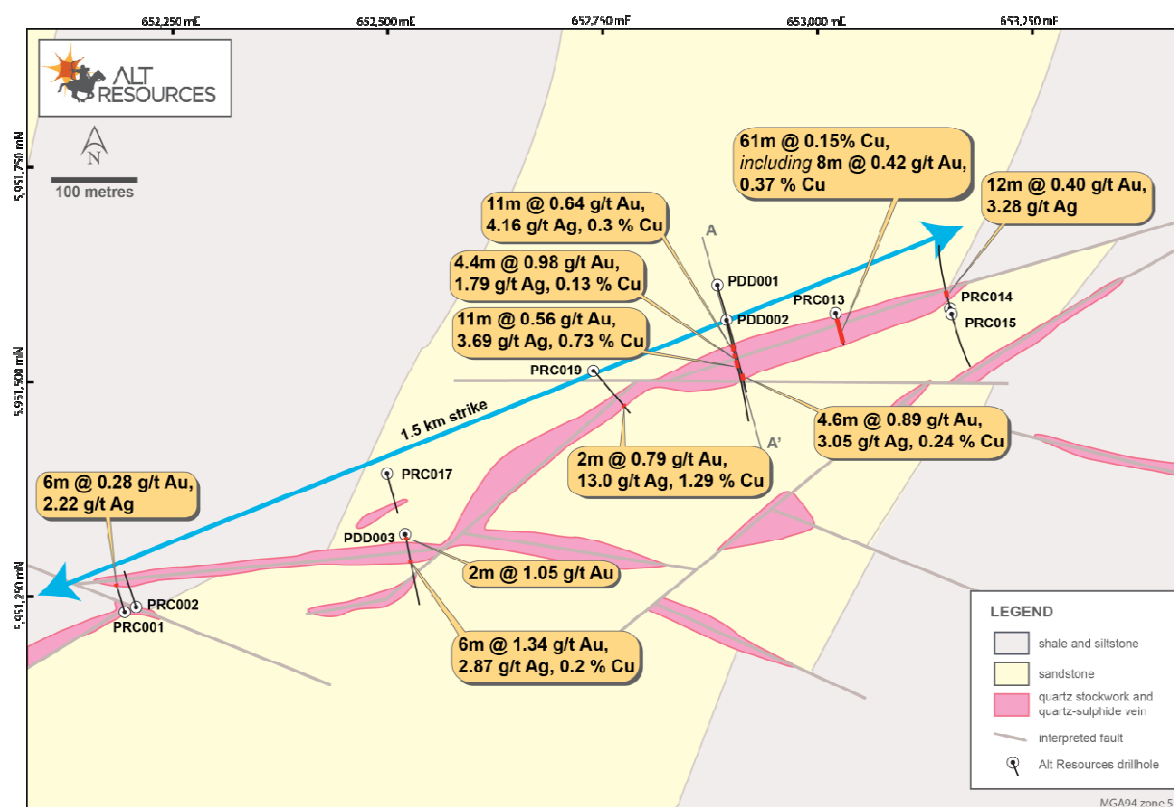 652,250 mE
652,500 mE
652,750 mE
653,000 mE
653,250 mE
ALT
RESOURCES
N
100 metres
5,951,750 mN
5,951,500 mN
5,951,250 mN
61m @ 0.15% Cu,
including 8m @ 0.42 g/t Au,
0.37 % Cu
12m @ 0.40 g/t Au,
3.28 g/t Ag
11m @ 0.64 g/t Au,
4.16 g/t Ag, 0.3 % Cu
A
4.4m @ 0.98 g/t Au,
1.79 g/t Ag, 0.13 % Cu
PDD001
PRC013
PRC014
11m @ 0.56 g/t Au,
3.69 g/t Ag, 0.73 % Cu
PDD002
PRC015
PRC019
1.5 km strike
4.6m @ 0.89 g/t Au,
3.05 g/t Ag, 0.24 % Cu
A'
2m @ 0.79 g/t Au,
13.0 g/t Ag, 1.29 % Cu
6m @ 0.28 g/t Au,
2.22 g/t Ag
PRC017
PDD003
2m @ 1.05 g/t Au
PRC002
PRC001
6m @ 1.34 g/t Au,
2.87 g/t Ag, 0.2 % Cu
LEGEND
shale and siltstone
sandstone
quartz stockwork and
quartz-sulphide vein
interpreted fault
Alt Resources drillhole
MGA94 zone 5